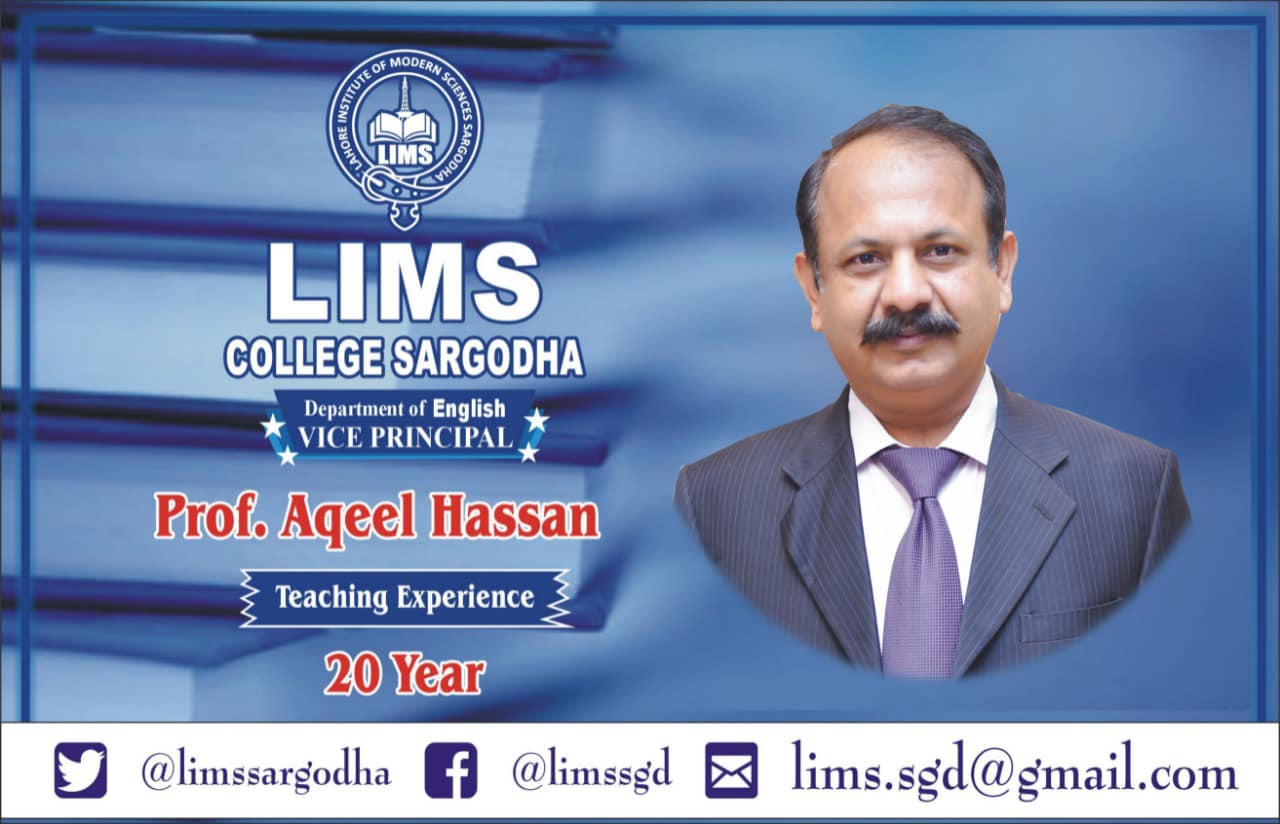 LAHORE INSTITUTE OF MODERN SCIENCES SARGODHA
LIMS
LIMS
COLLEGE SARGODHA
Department of English
VICE PRINCIPAL
Prof. Aqeel Hassan
Teaching Experience
20 Year
@limssargodha @limssgd lims.sgd@gmail.com